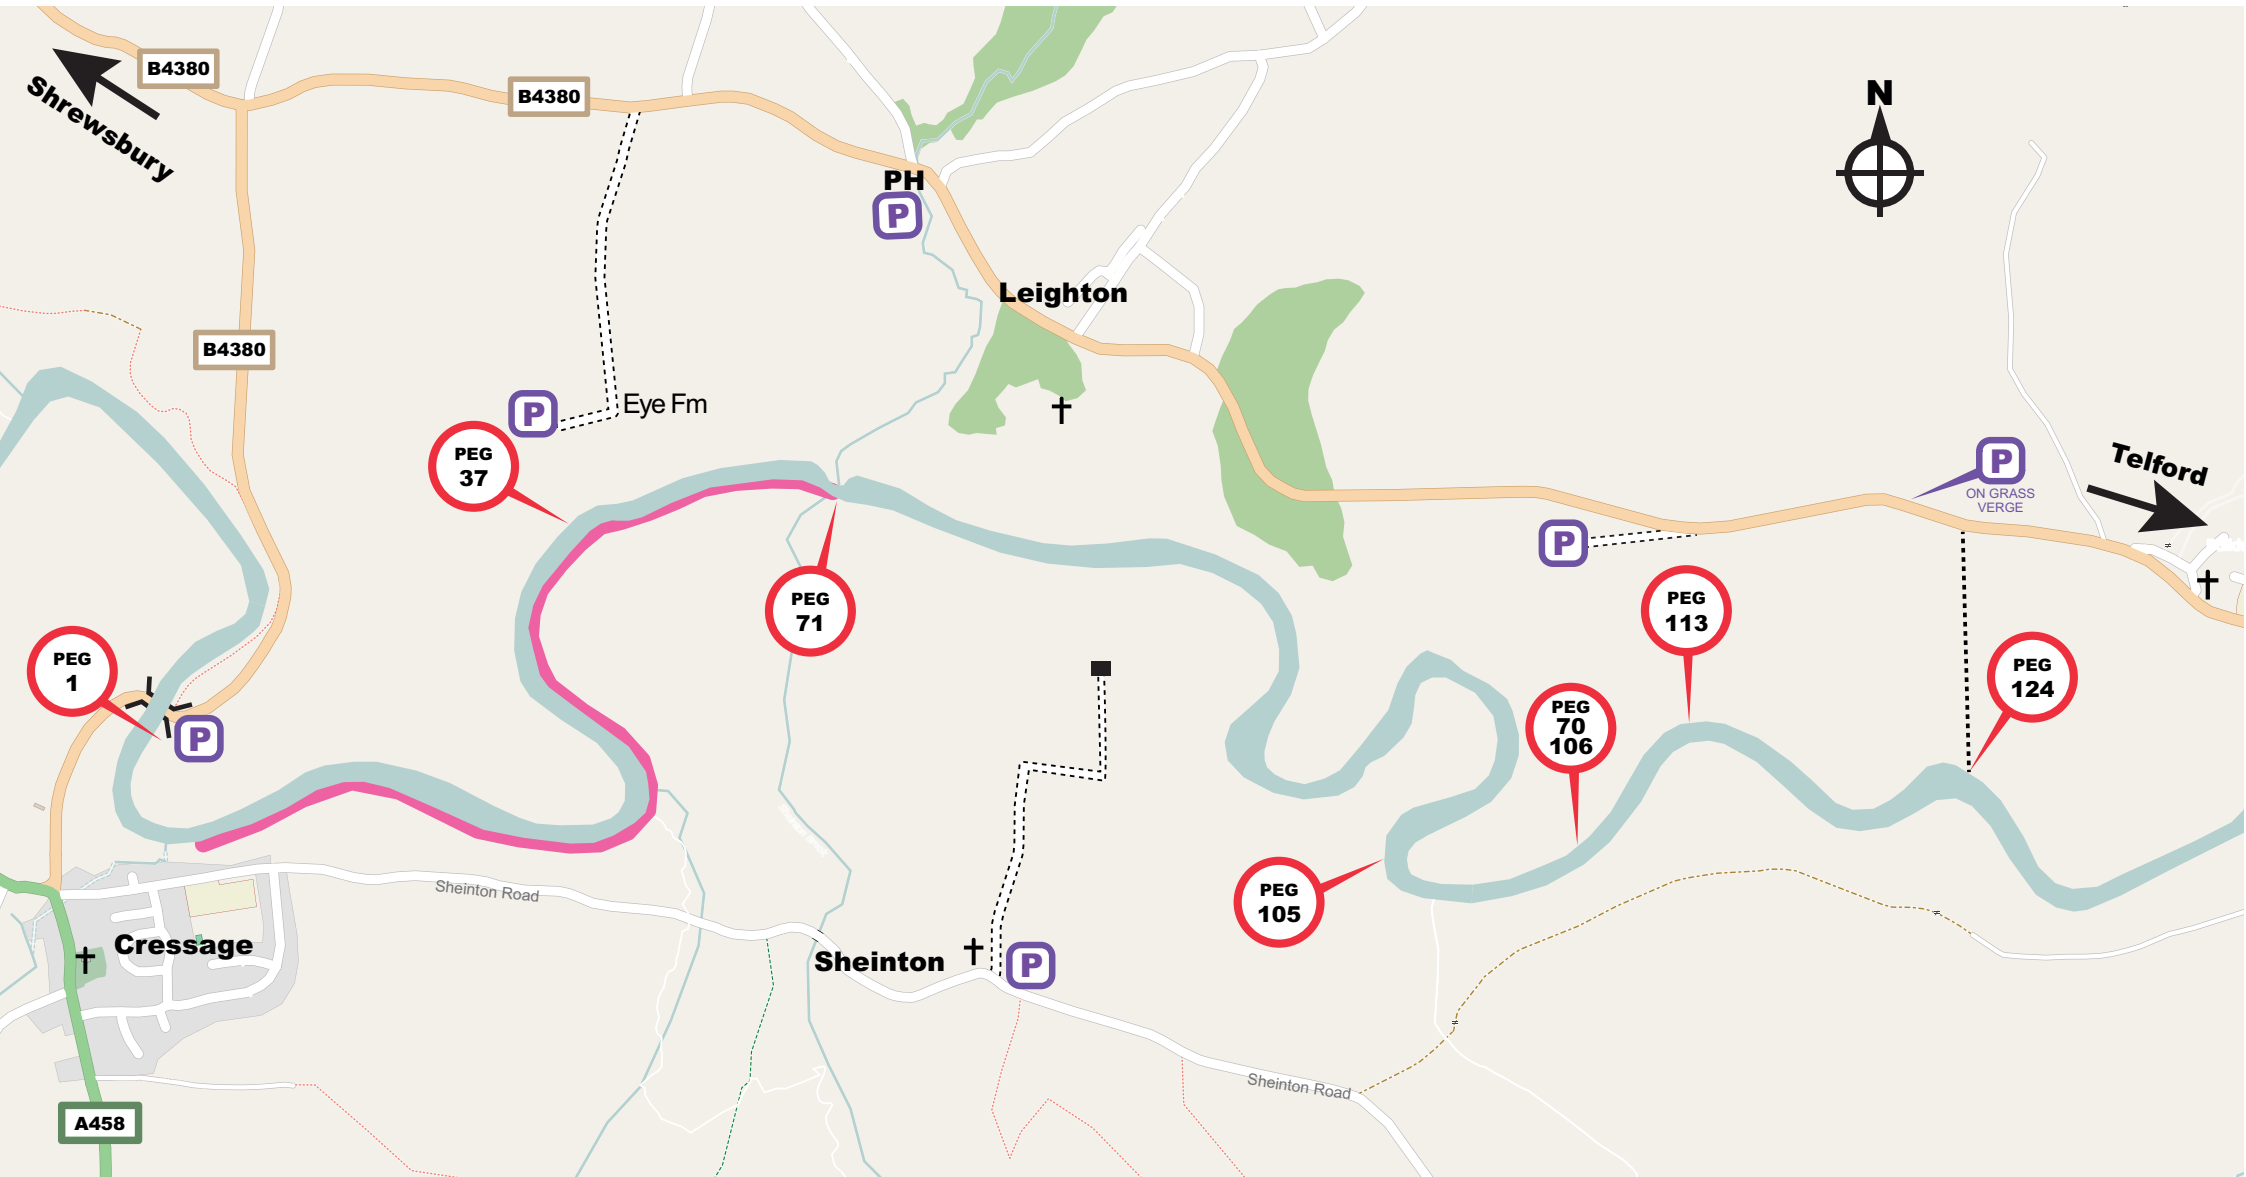 B4380
Shrewsbury
B4380
N
PH
P
Leighton
B4380
P
Eye Fm
PEG
37
P
ON GRASS
VERGE
Telford
P
PEG
71
PEG
113
PEG
1
P
PEG
124
PEG
70
106
PEG
105
Sheinton Road
Cressage
Sheinton
P
Sheinton Road
A458